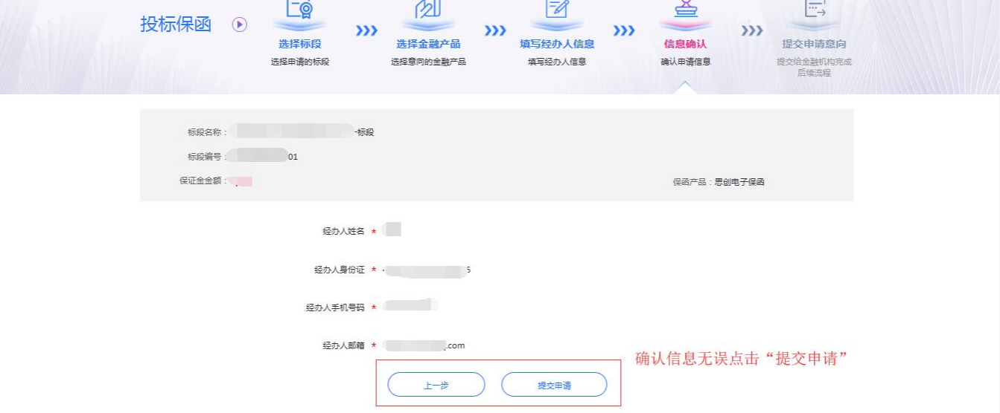 投标保函
选择标段
选择申请的标段
选择金融产品
选择意向的金融产品
填写经办人信息
填写经办人信息
信息确认
确认申请信息
提交申请意向
提交给金融机构完成
后续流程
标段名称：-标段
标段编号：01
保证金金额：
保函产品：思创电子保函
经办人姓名 *
经办人身份证 * 5
经办人手机号码 *
经办人邮箱 * .com
确认信息无误点击“提交申请”
上一步
提交申请